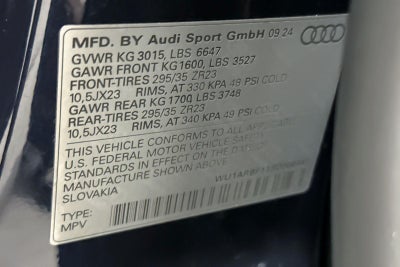 MFD. BY Audi Sport GmbH 09 24
GVWR KG 3015, LBS 6647
GAWR FRONT KG1600, LBS 3527
FRONT-TIRES 295/35 ZR23
10,5JX23 RIMS, AT 330 KPA 48 PSI COLD
GAWR REAR KG 1700, LBS 3748
REAR-TIRES 295/35 ZR23
10,5JX23 RIMS, AT 340 KPA 49 PSI COLD
THIS VEHICLE CONFORMS TO ALL APPLICABLE
U.S. FEDERAL MOTOR VEHICLE SAFETY
STANDARDS IN EFFECT ON THE DATE OF
MANUFACTURE SHOWN ABOVE
SLOVAKIA
TYPE:
MPV